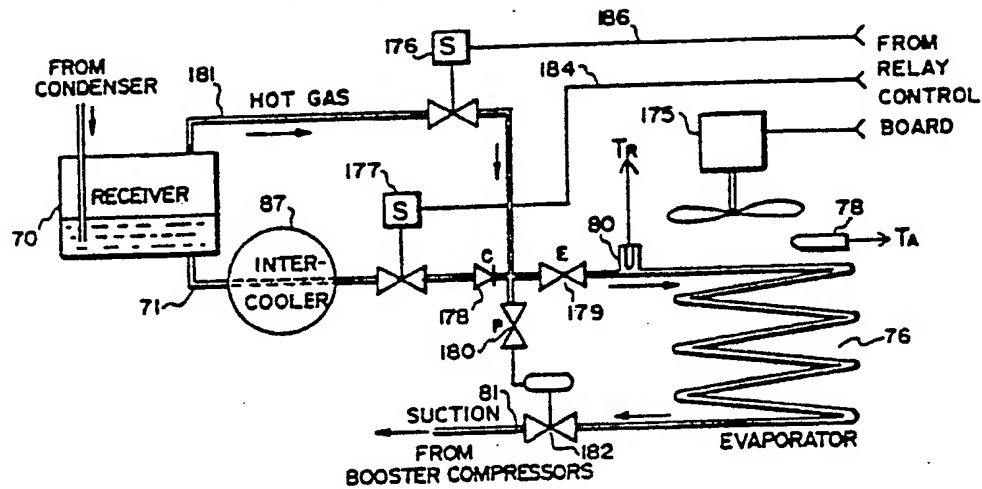 176
S
186
FROM
RELAY
CONTROL
BOARD
184
FROM
CONDENSER
181
HOT GAS
175
TR
177
S
RECEIVER
70
87
80
78
TA
INTER-
COOLER
71
C
178
E
179
P
180
76
81
SUCTION
182
FROM
BOOSTER COMPRESSORS
EVAPORATOR